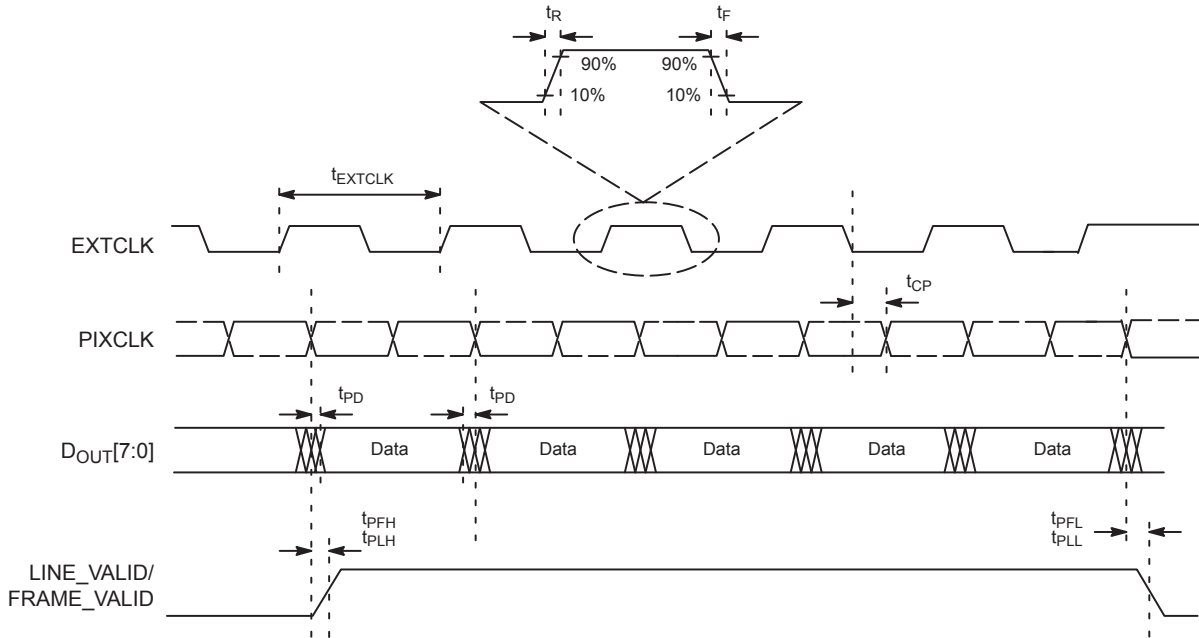 tR tF
90% 90%
10% 10%
tEXTCLK
EXTCLK
tCP
PIXCLK
tPD tPD
DOUT[7:0] Data Data Data Data Data
tPFH tPFL
tPLH tPLL
LINE_VALID/
FRAME_VALID